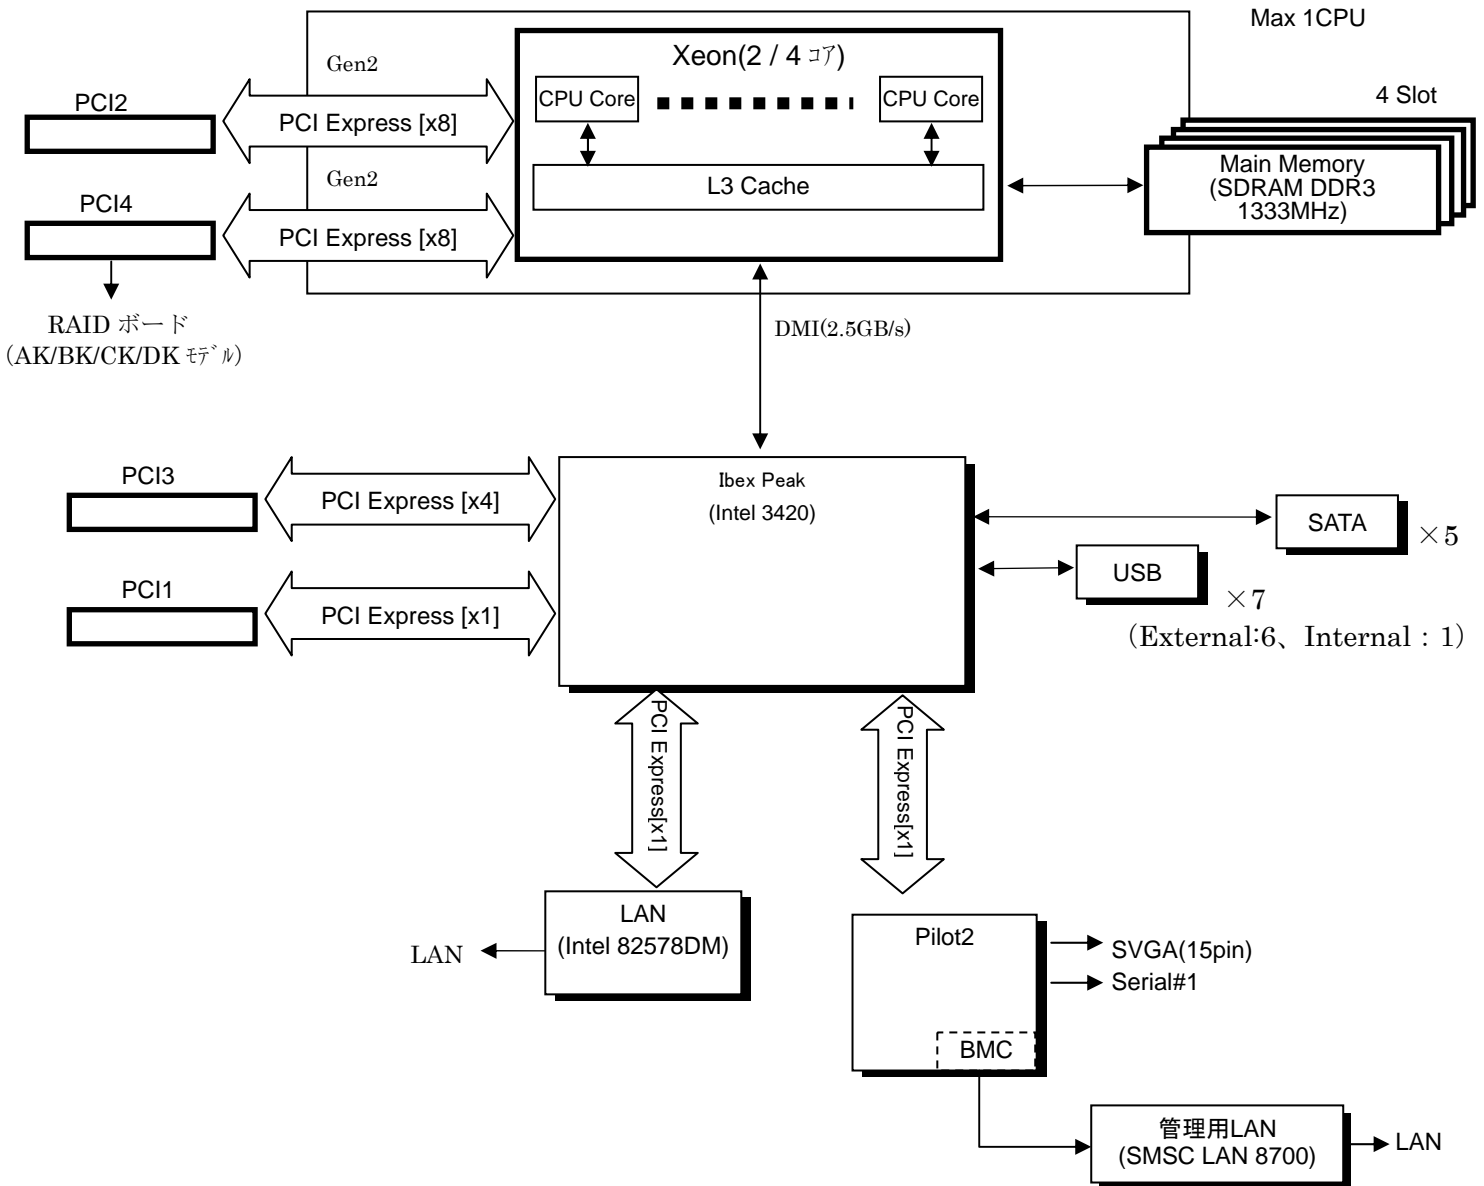 Max 1CPU
Gen2
Xeon(2 / 4 ｺｱ)
PCI2
CPU Core
CPU Core
4 Slot
PCI Express [x8]
Main Memory
(SDRAM DDR3
1333MHz)
Gen2
L3 Cache
PCI4
PCI Express [x8]
RAID ボード
(AK/BK/CK/DK ﾓﾃﾞﾙ)
DMI(2.5GB/s)
PCI3
PCI Express [x4]
Ibex Peak
(Intel 3420)
SATA
×5
USB
×7
(External:6、Internal：1)
PCI1
PCI Express [x1]
PCI Express[x1]
PCI Express[x1]
LAN
(Intel 82578DM)
LAN
Pilot2
SVGA(15pin)
Serial#1
BMC
管理用LAN
(SMSC LAN 8700)
LAN